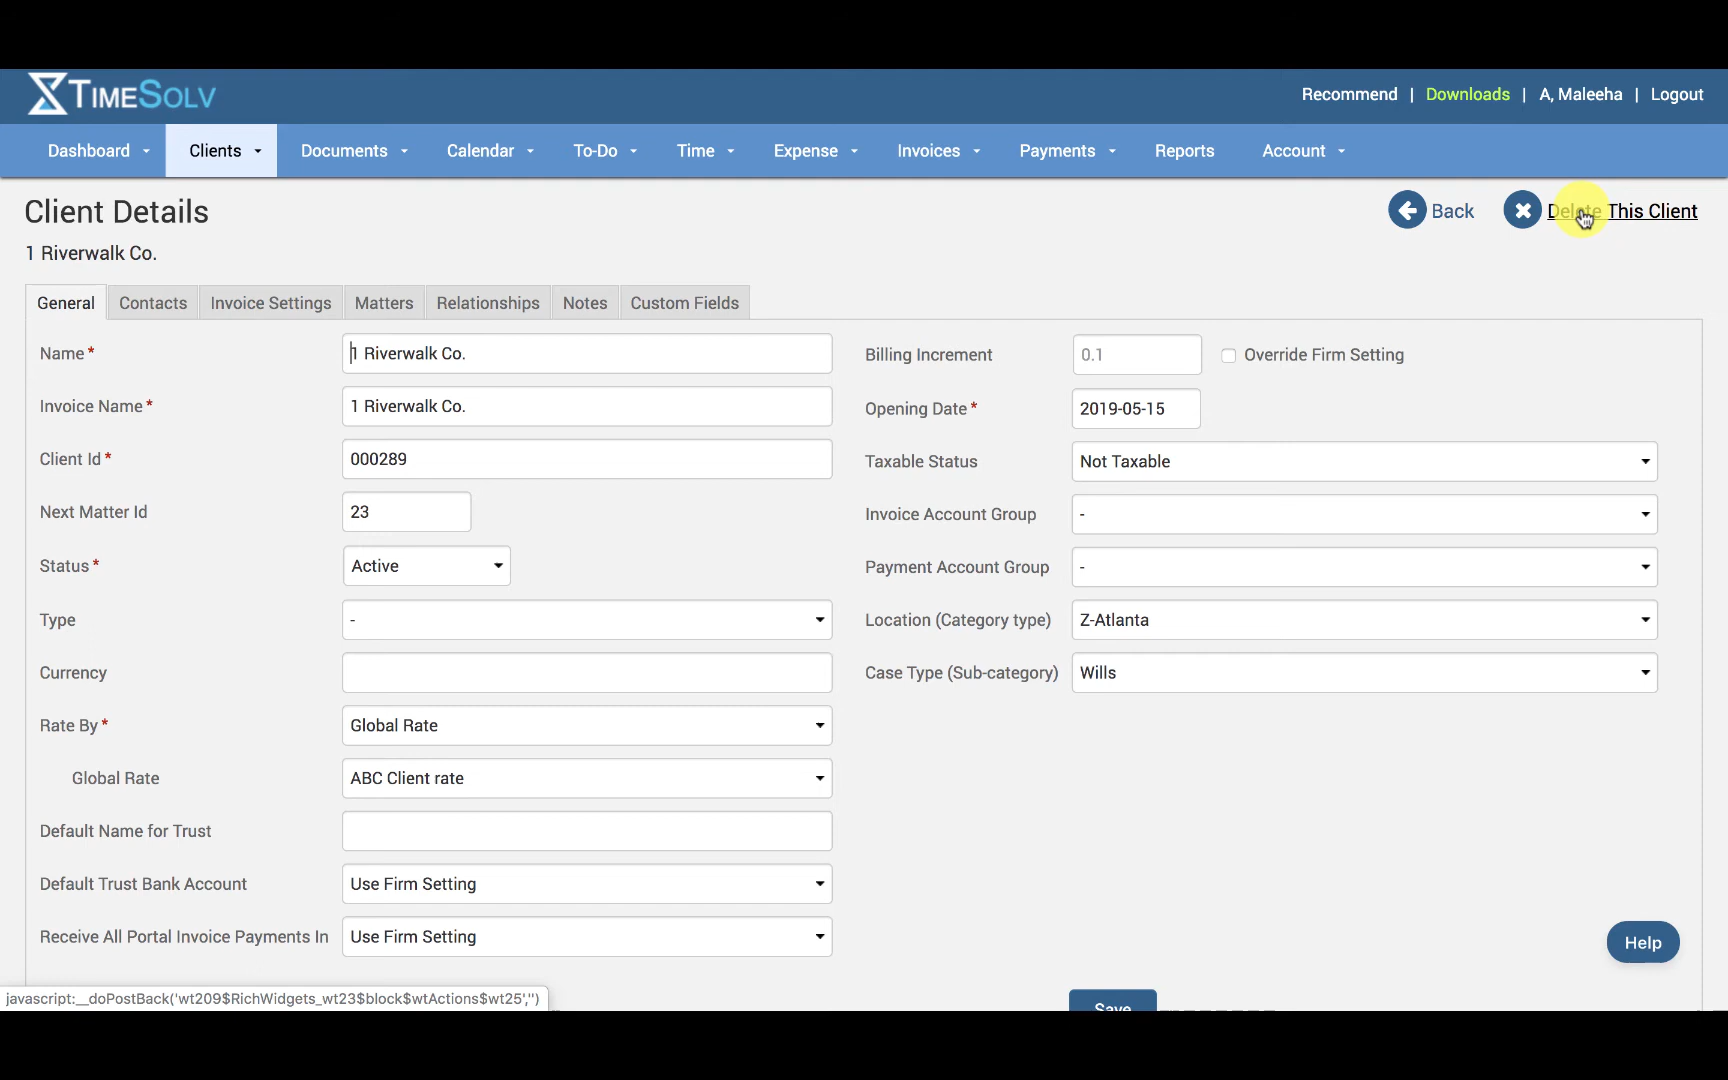 TIMESOLV
Recommend | Downloads | A, Maleeha | Logout
Dashboard Clients Documents Calendar To-Do Time Expense Invoices Payments Reports Account
Client Details
Back Delete This Client
1 Riverwalk Co.
General Contacts Invoice Settings Matters Relationships Notes Custom Fields
Name* 1 Riverwalk Co.
Billing Increment 0.1 Override Firm Setting
Invoice Name* 1 Riverwalk Co.
Opening Date* 2019-05-15
Client Id* 000289
Taxable Status Not Taxable
Next Matter Id 23
Invoice Account Group -
Status* Active
Payment Account Group -
Type -
Location (Category type) Z-Atlanta
Currency
Case Type (Sub-category) Wills
Rate By* Global Rate
Global Rate ABC Client rate
Default Name for Trust
Default Trust Bank Account Use Firm Setting
Receive All Portal Invoice Payments In Use Firm Setting
Help
javascript:__doPostBack('wt209$RichWidgets_wt23$block$wtActions$wt25','')
Save